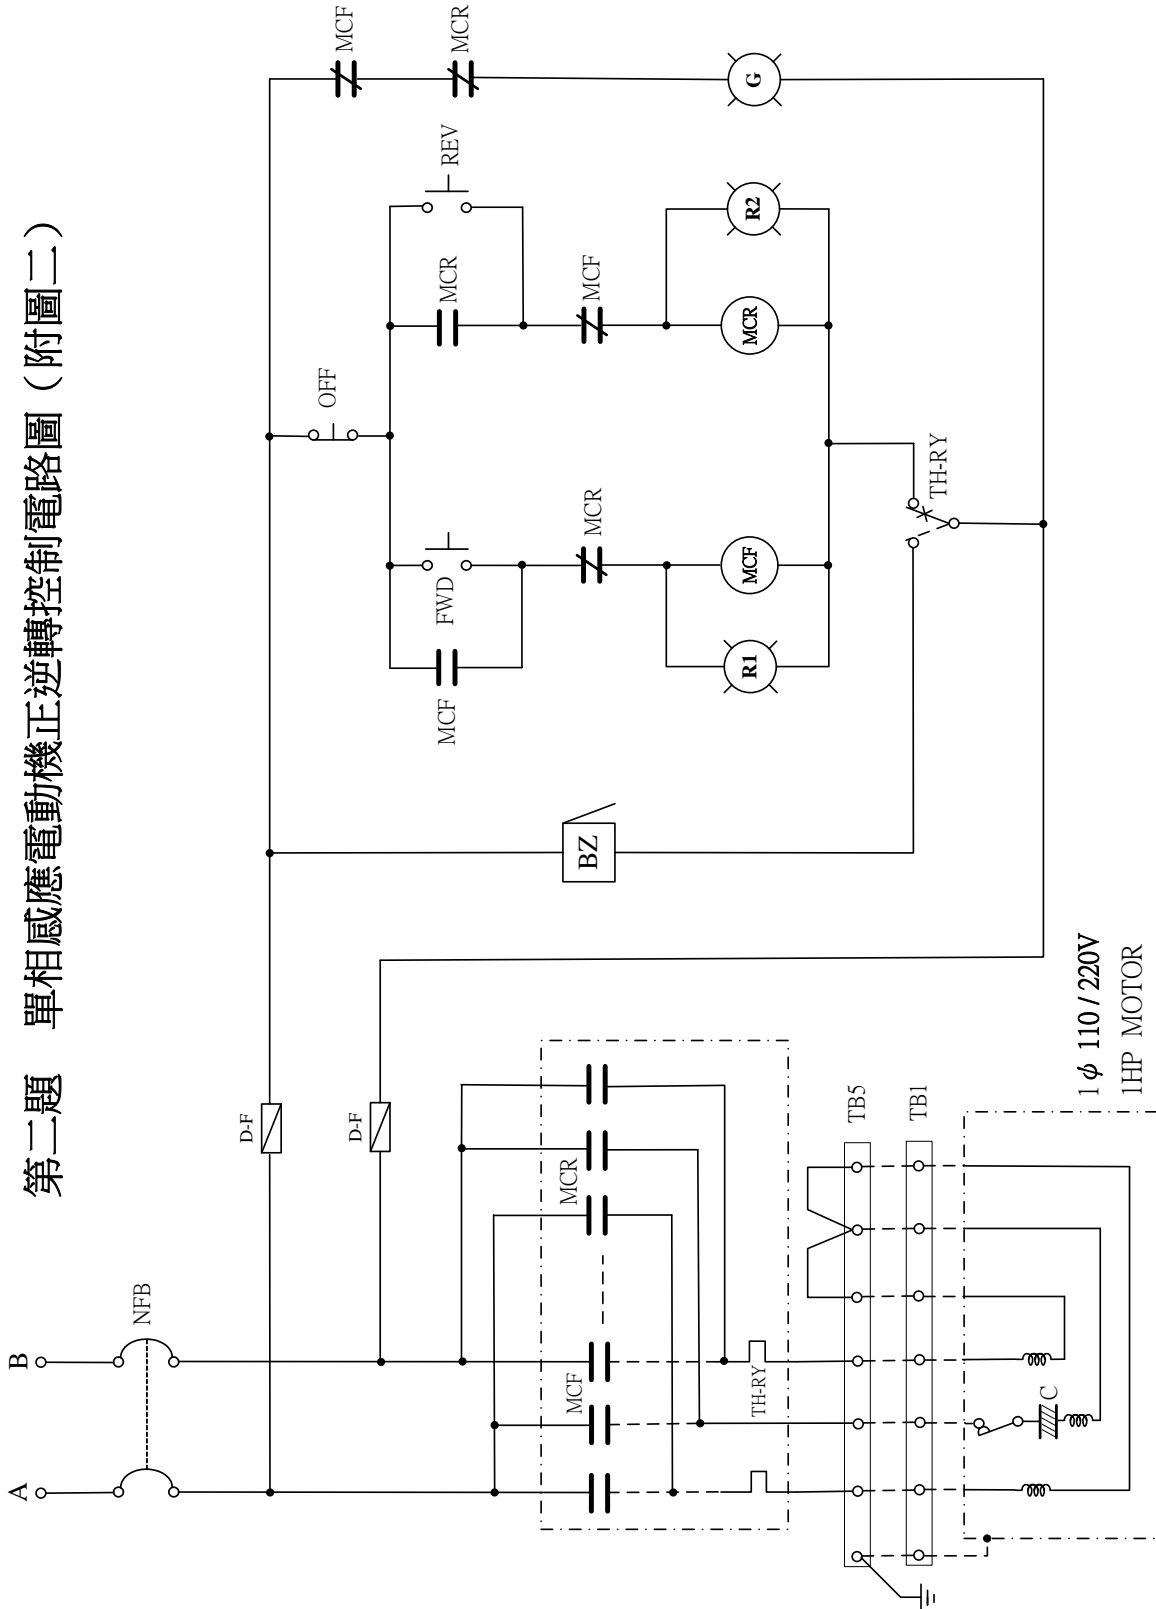 第二題 單相感應電動機正逆轉控制電路圖（附圖二）
A
B
NFB
D-F
D-F
MCF
MCR
TH-RY
TB5
TB1
C
1ϕ 110 / 220V
1HP MOTOR
BZ
OFF
MCF
FWD
MCR
REV
MCR
MCF
R1
MCF
MCR
R2
TH-RY
MCF
MCR
G